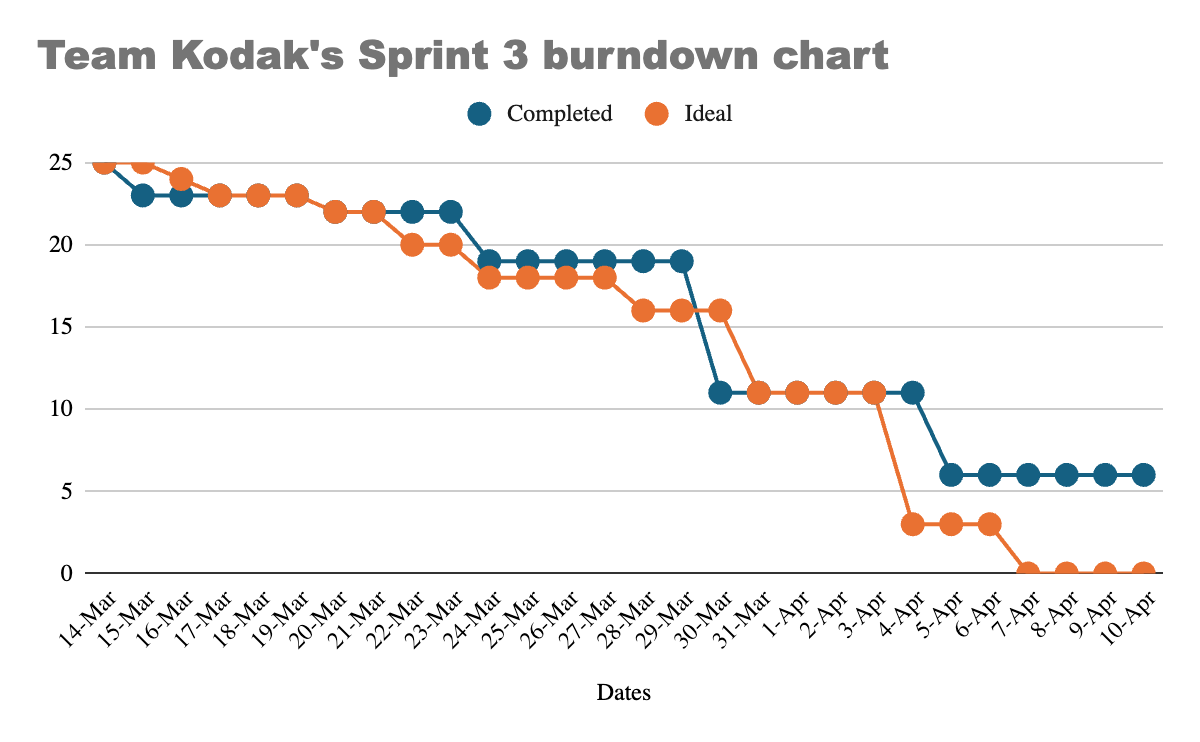 Team Kodak's Sprint 3 burndown chart
Completed
Ideal
25
20
15
10
5
0
14-Mar
15-Mar
16-Mar
17-Mar
18-Mar
19-Mar
20-Mar
21-Mar
22-Mar
23-Mar
24-Mar
25-Mar
26-Mar
27-Mar
28-Mar
29-Mar
30-Mar
31-Mar
1-Apr
2-Apr
3-Apr
4-Apr
5-Apr
6-Apr
7-Apr
8-Apr
9-Apr
10-Apr
Dates